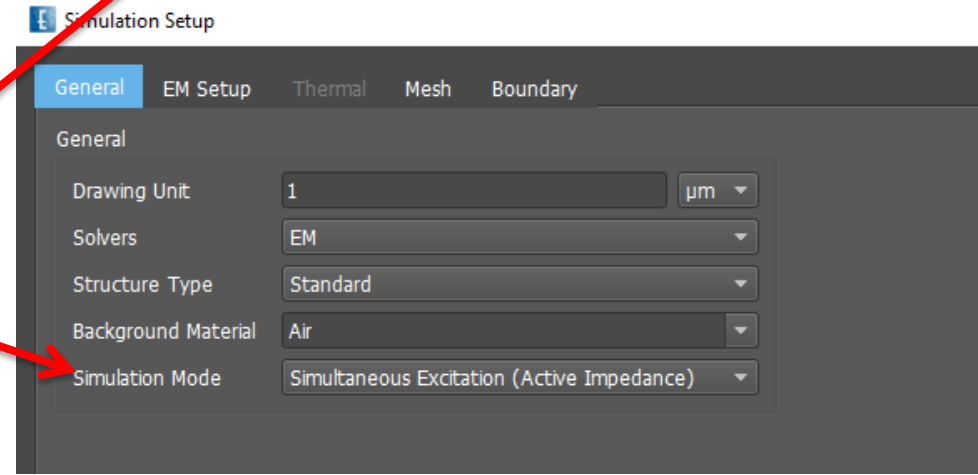 Simulation Setup
General EM Setup Thermal Mesh Boundary
General
Drawing Unit 1 µm
Solvers EM
Structure Type Standard
Background Material Air
Simulation Mode Simultaneous Excitation (Active Impedance)